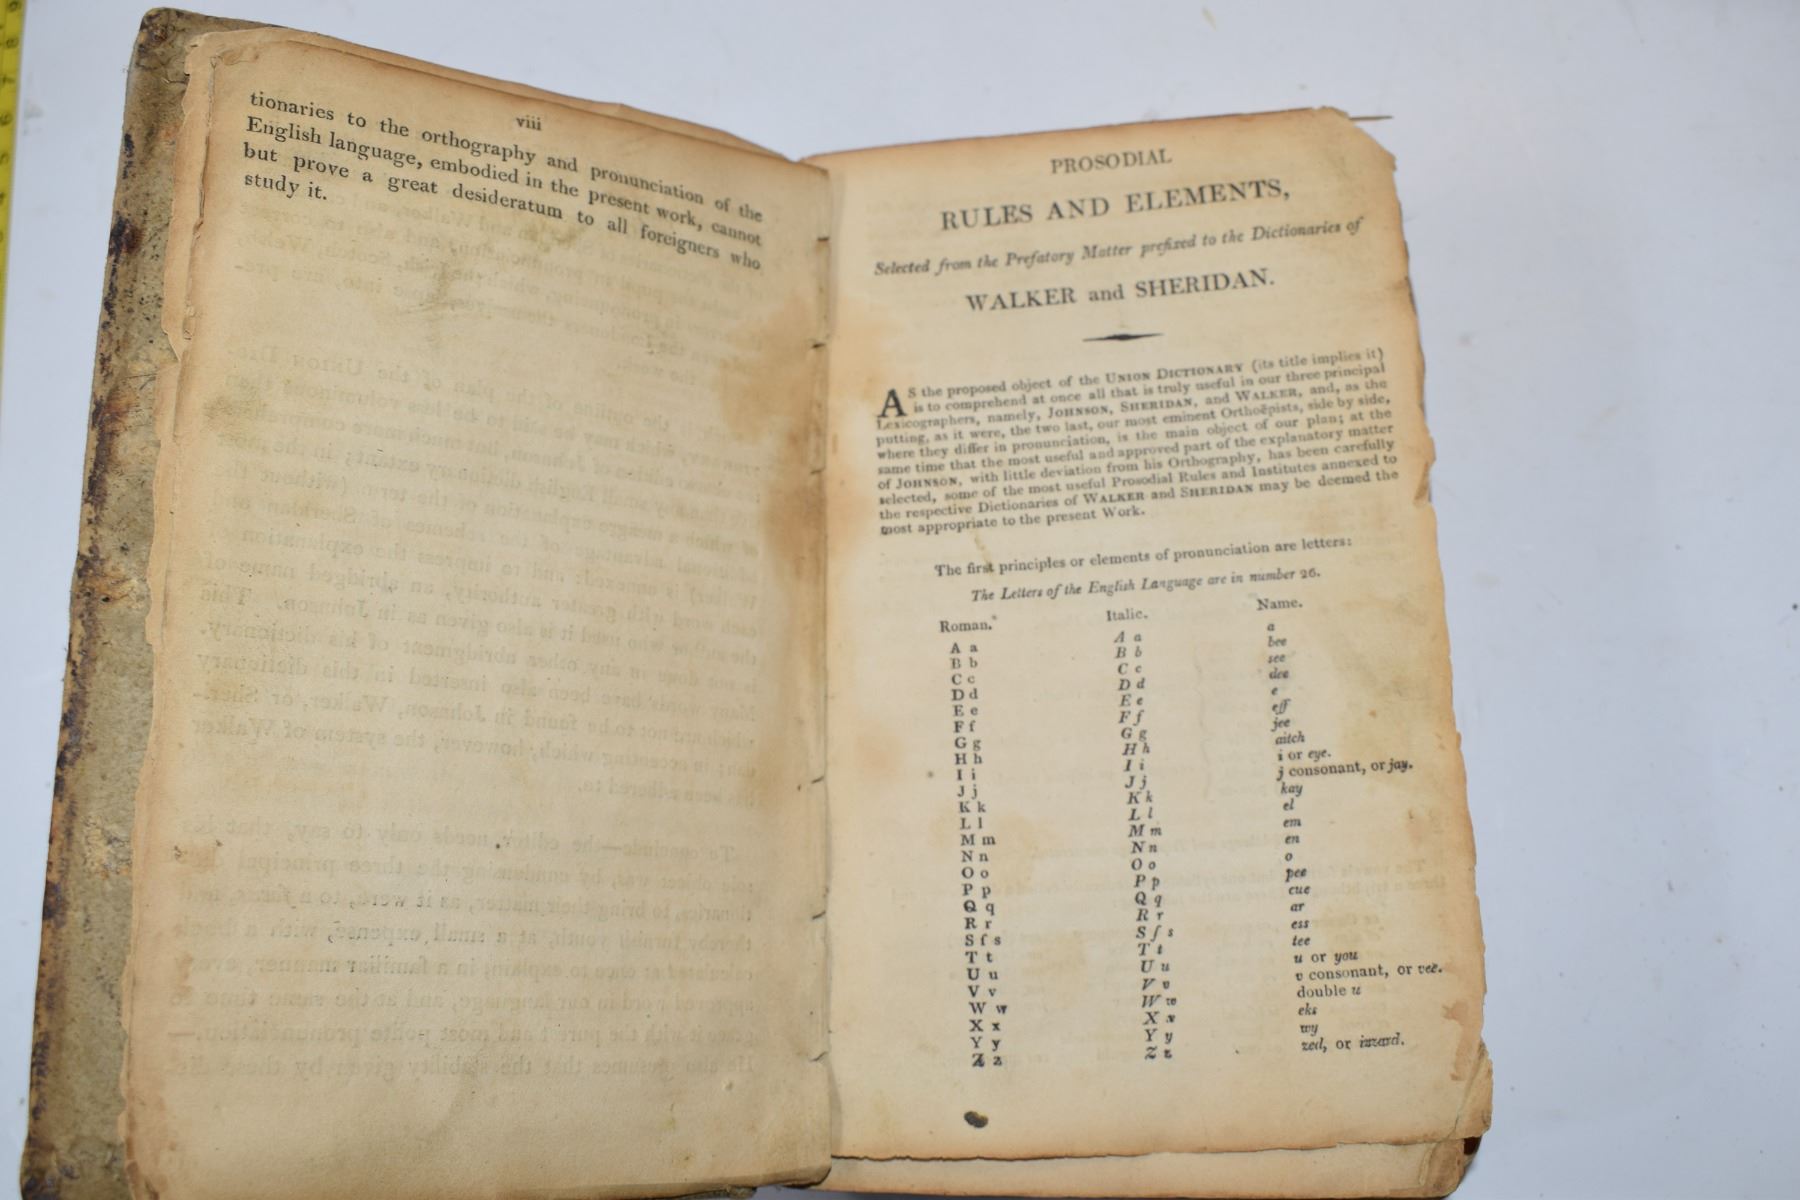 viii
tionaries to the orthography and pronunciation of the
English language, embodied in the present work, cannot
but prove a great desideratum to all foreigners who
study it.
PROSODIAL
RULES AND ELEMENTS,
Selected from the Prefatory Matter prefixed to the Dictionaries of
WALKER and SHERIDAN.
AS the proposed object of the UNION DICTIONARY (its title implies it)
is to comprehend at once all that is truly useful in our three principal
Lexicographers, namely, JOHNSON, SHERIDAN, and WALKER, and, as the
putting, as it were, the two last, our most eminent Orthoëpists, side by side,
where they differ in pronunciation, is the main object of our plan; at the
same time that the most useful and approved part of the explanatory matter
of JOHNSON, with little deviation from his Orthography, has been carefully
selected, some of the most useful Prosodial Rules and Institutes annexed to
the respective Dictionaries of WALKER and SHERIDAN may be deemed the
most appropriate to the present Work.
The first principles or elements of pronunciation are letters:
The Letters of the English Language are in number 26.
Roman. Italic. Name.
A a A a a
B b B b bee
C c C c see
D d D d dee
E e E e e
F f F f eff
G g G g jee
H h H h aitch
I i I i i or eye.
J j J j j consonant, or jay.
K k K k kay
L l L l el
M m M m em
N n N n en
O o O o o
P p P p pee
Q q Q q cue
R r R r ar
S ſ s S ſ s ess
T t T t tee
U u U u u or you
V v V v v consonant, or vee.
W w W w double u
X x X x eks
Y y Y y wy
Z z Z z zed, or izzard.